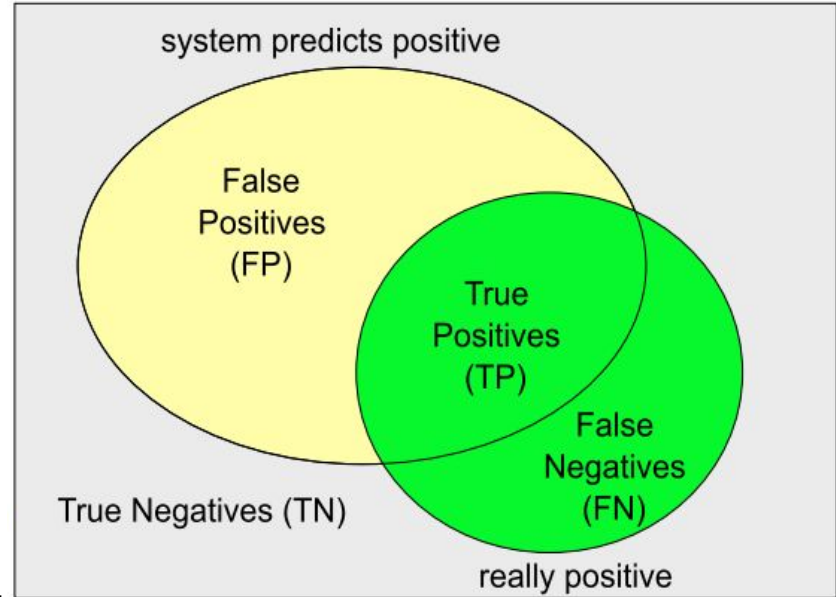 system predicts positive
False
Positives
(FP)
True
Positives
(TP)
False
Negatives
(FN)
True Negatives (TN)
really positive